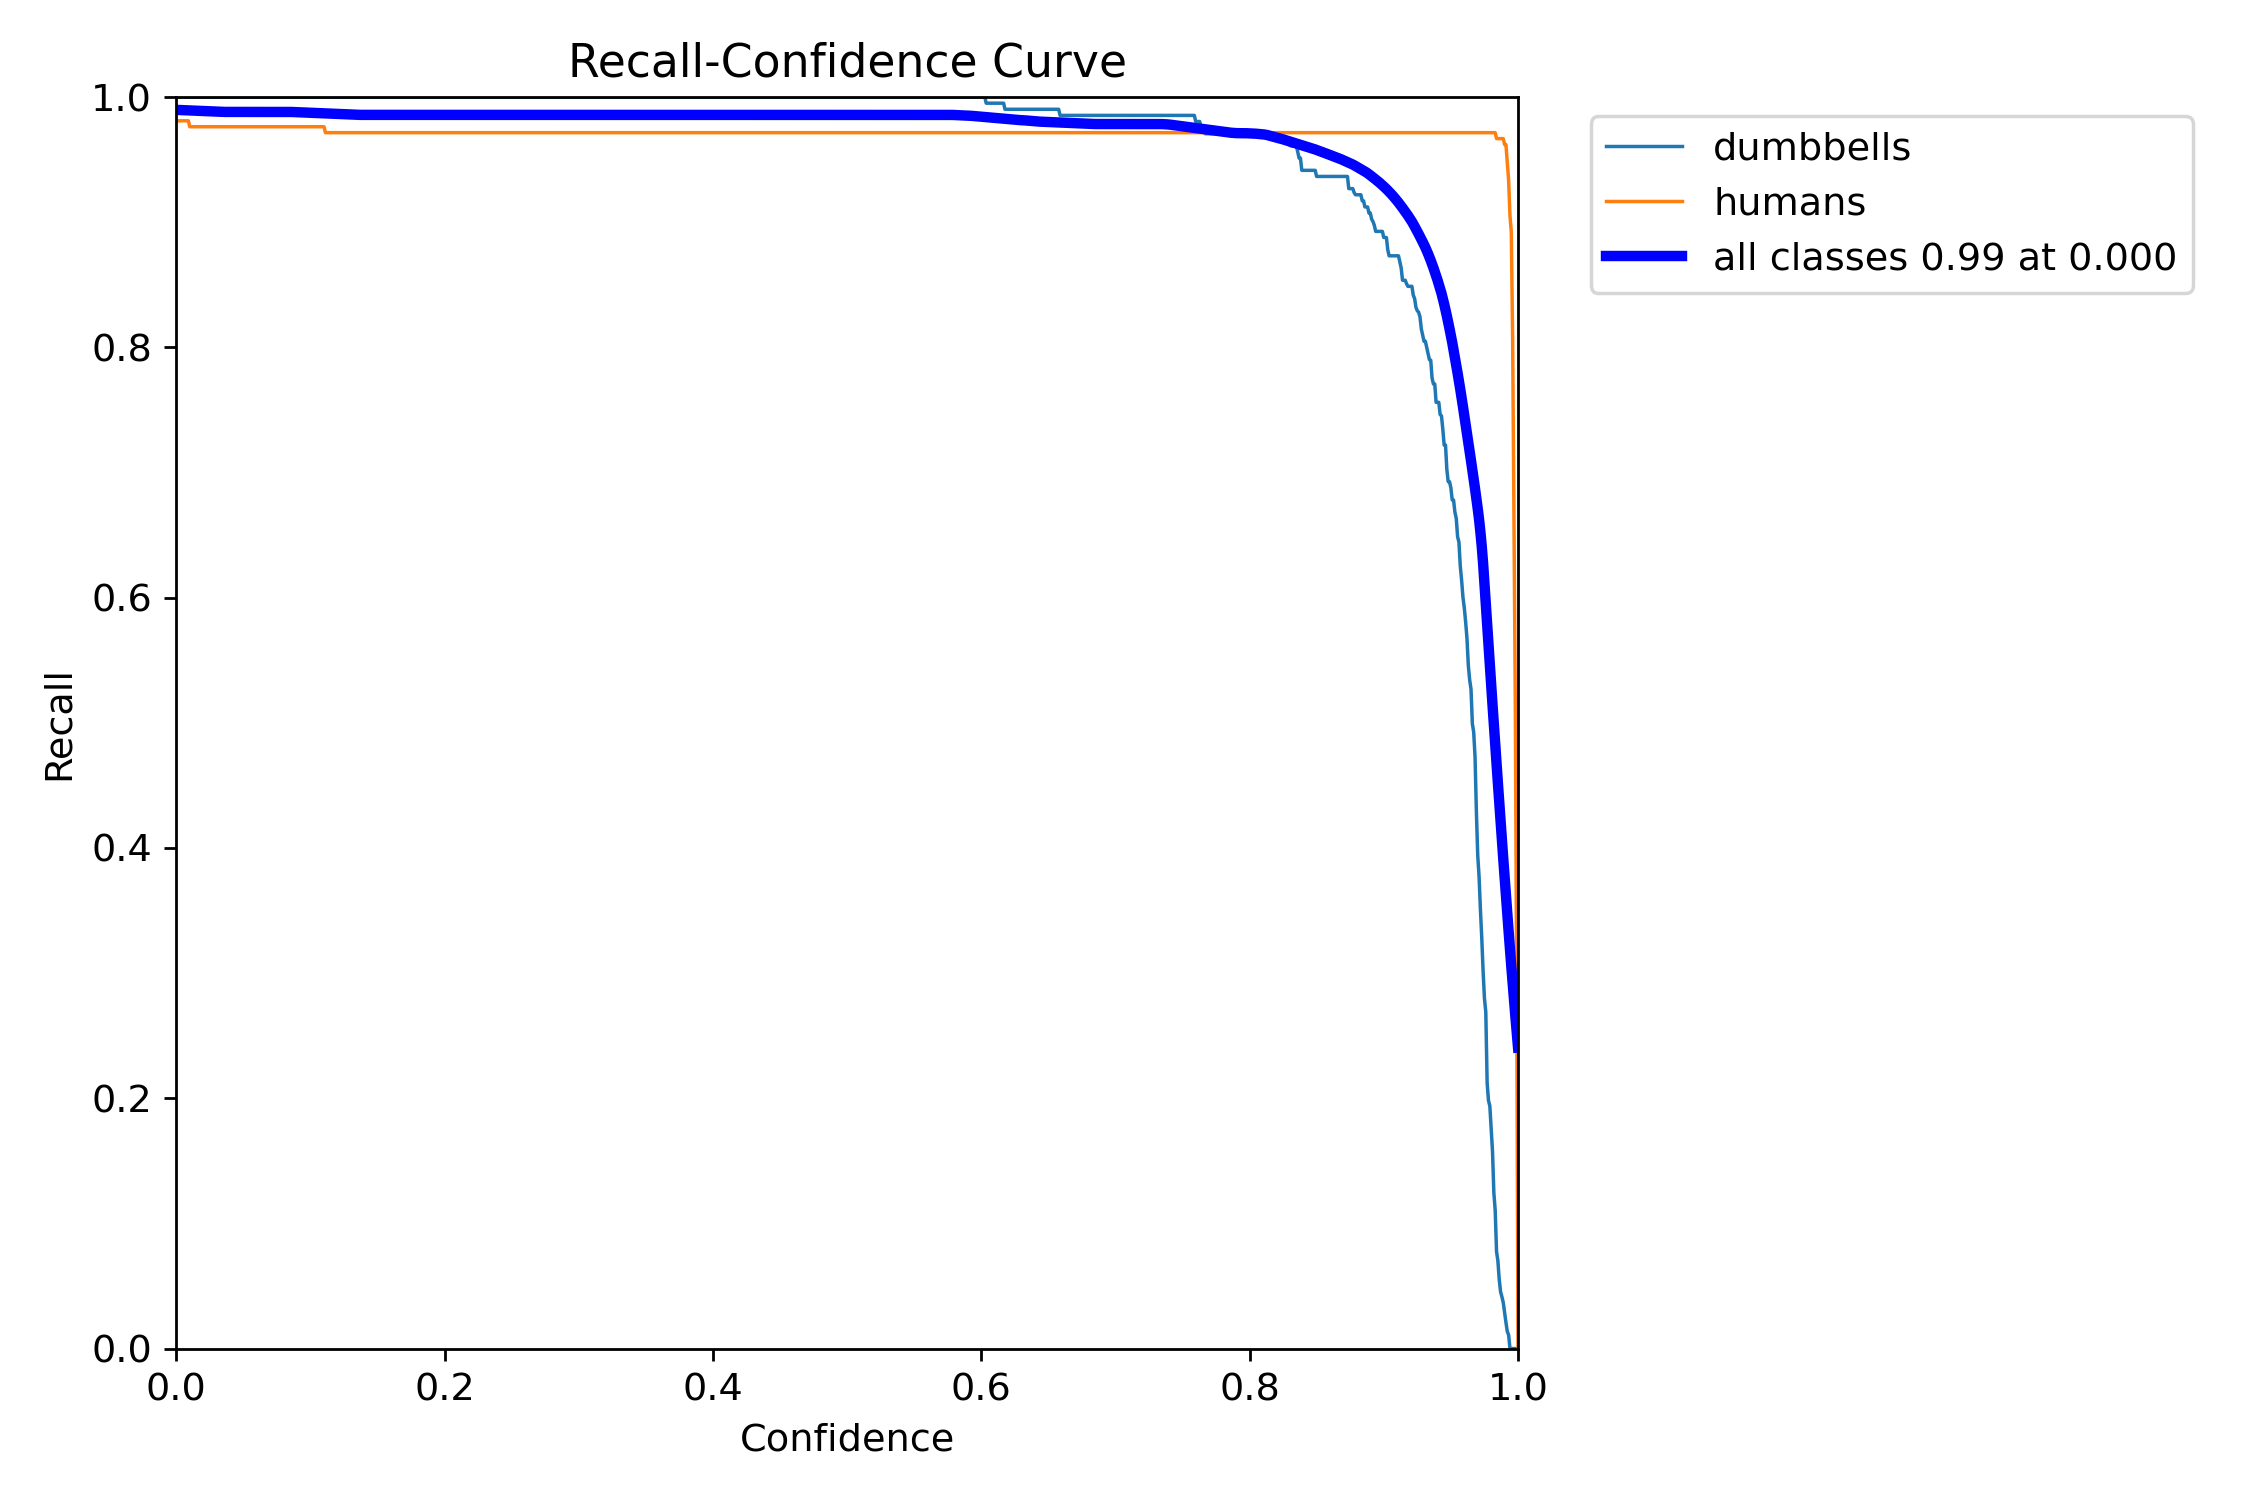 Recall-Confidence Curve
1.0
0.8
0.6
0.4
0.2
0.0
Recall
0.0 0.2 0.4 0.6 0.8 1.0
Confidence
dumbbells
humans
all classes 0.99 at 0.000